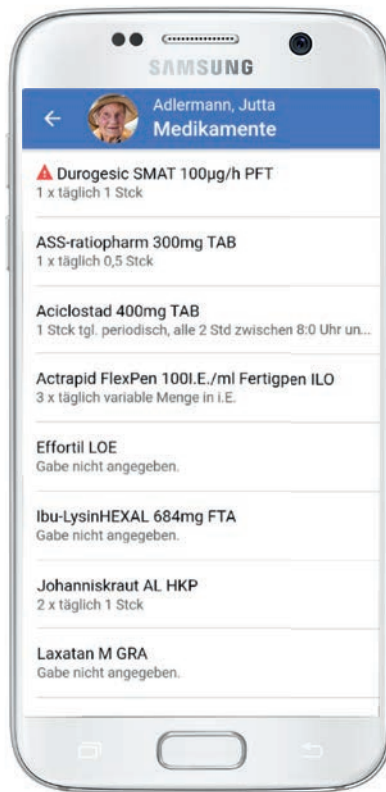 SAMSUNG
Adlermann, Jutta
Medikamente
Durogesic SMAT 100µg/h PFT
1 x täglich 1 Stck
ASS-ratiopharm 300mg TAB
1 x täglich 0,5 Stck
Aciclostad 400mg TAB
1 Stck tgl. periodisch, alle 2 Std zwischen 8:0 Uhr un...
Actrapid FlexPen 100I.E./ml Fertigpen ILO
3 x täglich variable Menge in i.E.
Effortil LOE
Gabe nicht angegeben.
Ibu-LysinHEXAL 684mg FTA
Gabe nicht angegeben.
Johanniskraut AL HKP
2 x täglich 1 Stck
Laxatan M GRA
Gabe nicht angegeben.